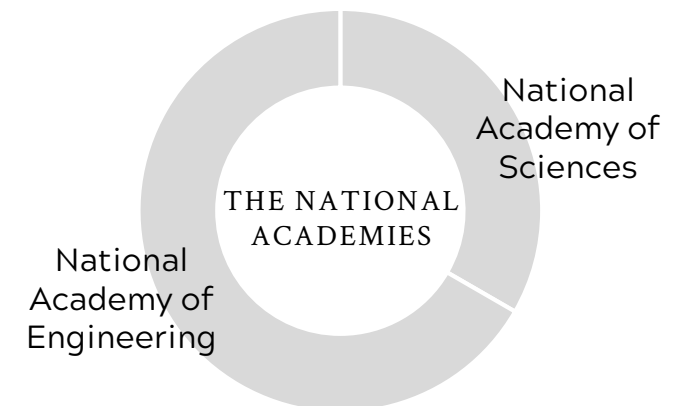 National
Academy of
Sciences
THE NATIONAL
ACADEMIES
National
Academy of
Engineering